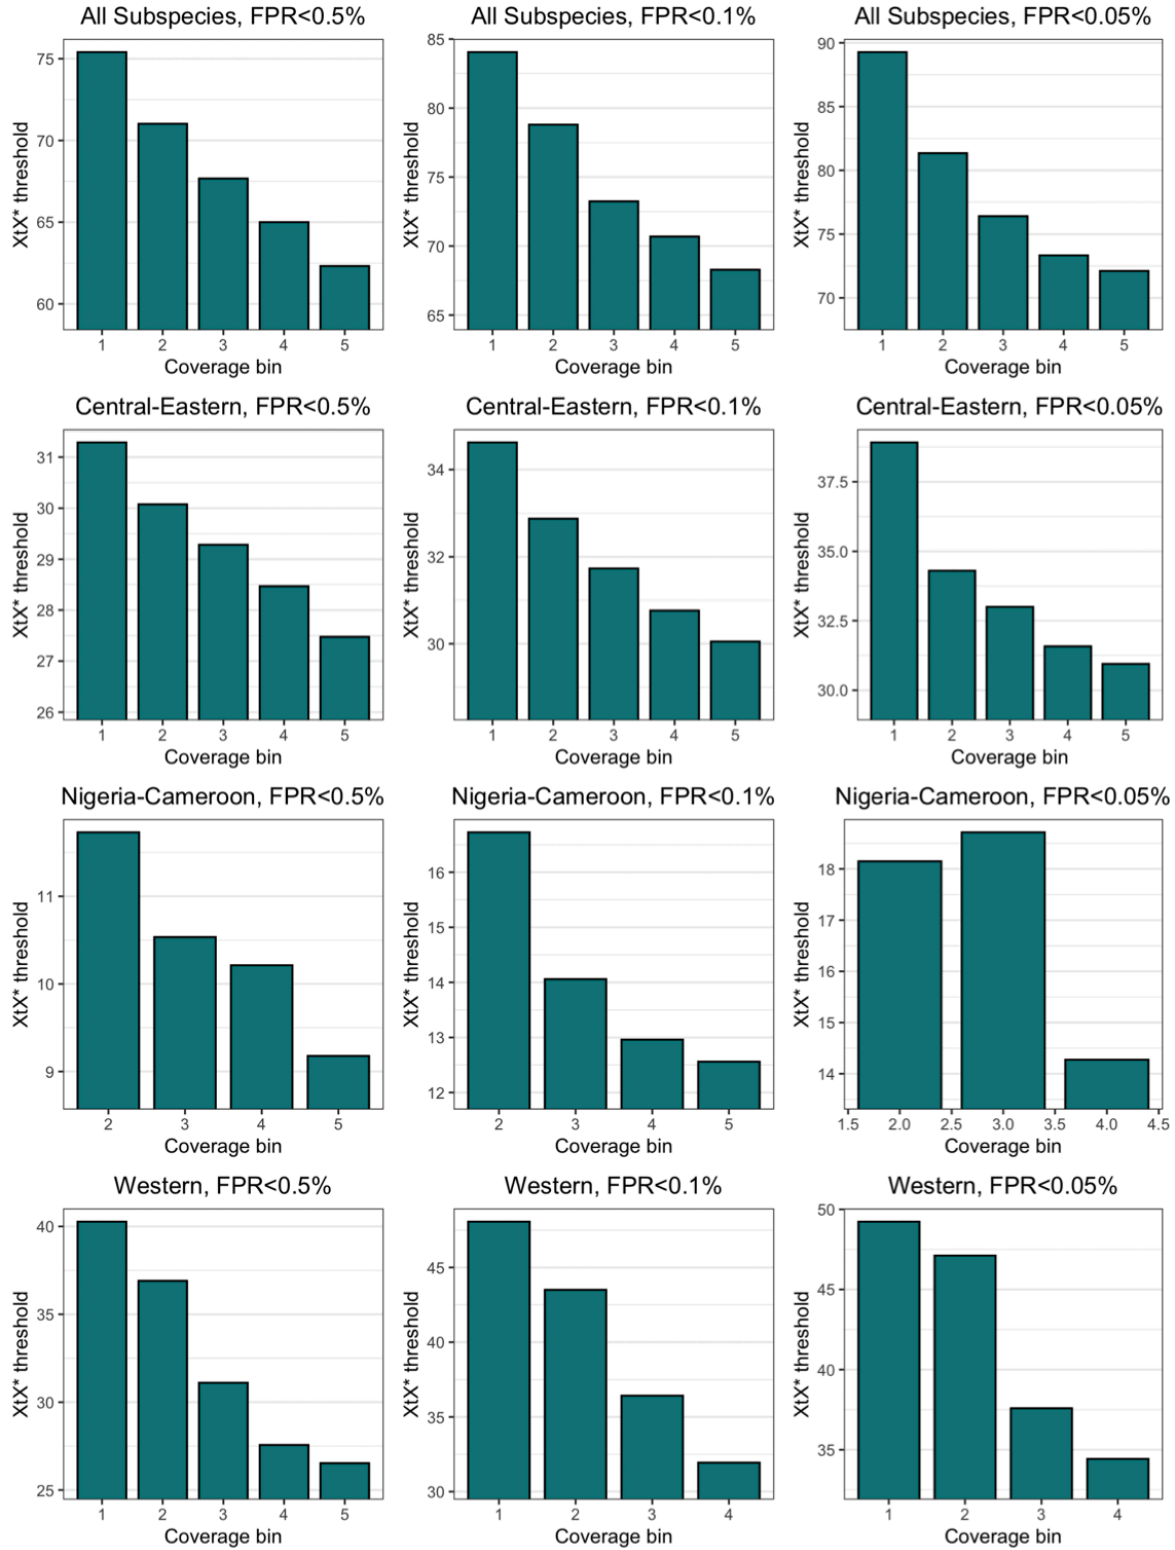 All Subspecies, FPR<0.5%
XtX* threshold
75
70
65
60
1 2 3 4 5
Coverage bin
All Subspecies, FPR<0.1%
XtX* threshold
85
80
75
70
65
1 2 3 4 5
Coverage bin
All Subspecies, FPR<0.05%
XtX* threshold
90
85
80
75
70
1 2 3 4 5
Coverage bin
Central-Eastern, FPR<0.5%
XtX* threshold
31
30
29
28
27
26
1 2 3 4 5
Coverage bin
Central-Eastern, FPR<0.1%
XtX* threshold
34
32
30
1 2 3 4 5
Coverage bin
Central-Eastern, FPR<0.05%
XtX* threshold
37.5
35.0
32.5
30.0
1 2 3 4 5
Coverage bin
Nigeria-Cameroon, FPR<0.5%
XtX* threshold
11
10
9
2 3 4 5
Coverage bin
Nigeria-Cameroon, FPR<0.1%
XtX* threshold
16
15
14
13
12
2 3 4 5
Coverage bin
Nigeria-Cameroon, FPR<0.05%
XtX* threshold
18
17
16
15
14
1.5 2.0 2.5 3.0 3.5 4.0 4.5
Coverage bin
Western, FPR<0.5%
XtX* threshold
40
35
30
25
1 2 3 4 5
Coverage bin
Western, FPR<0.1%
XtX* threshold
45
40
35
30
1 2 3 4
Coverage bin
Western, FPR<0.05%
XtX* threshold
50
45
40
35
1 2 3 4
Coverage bin